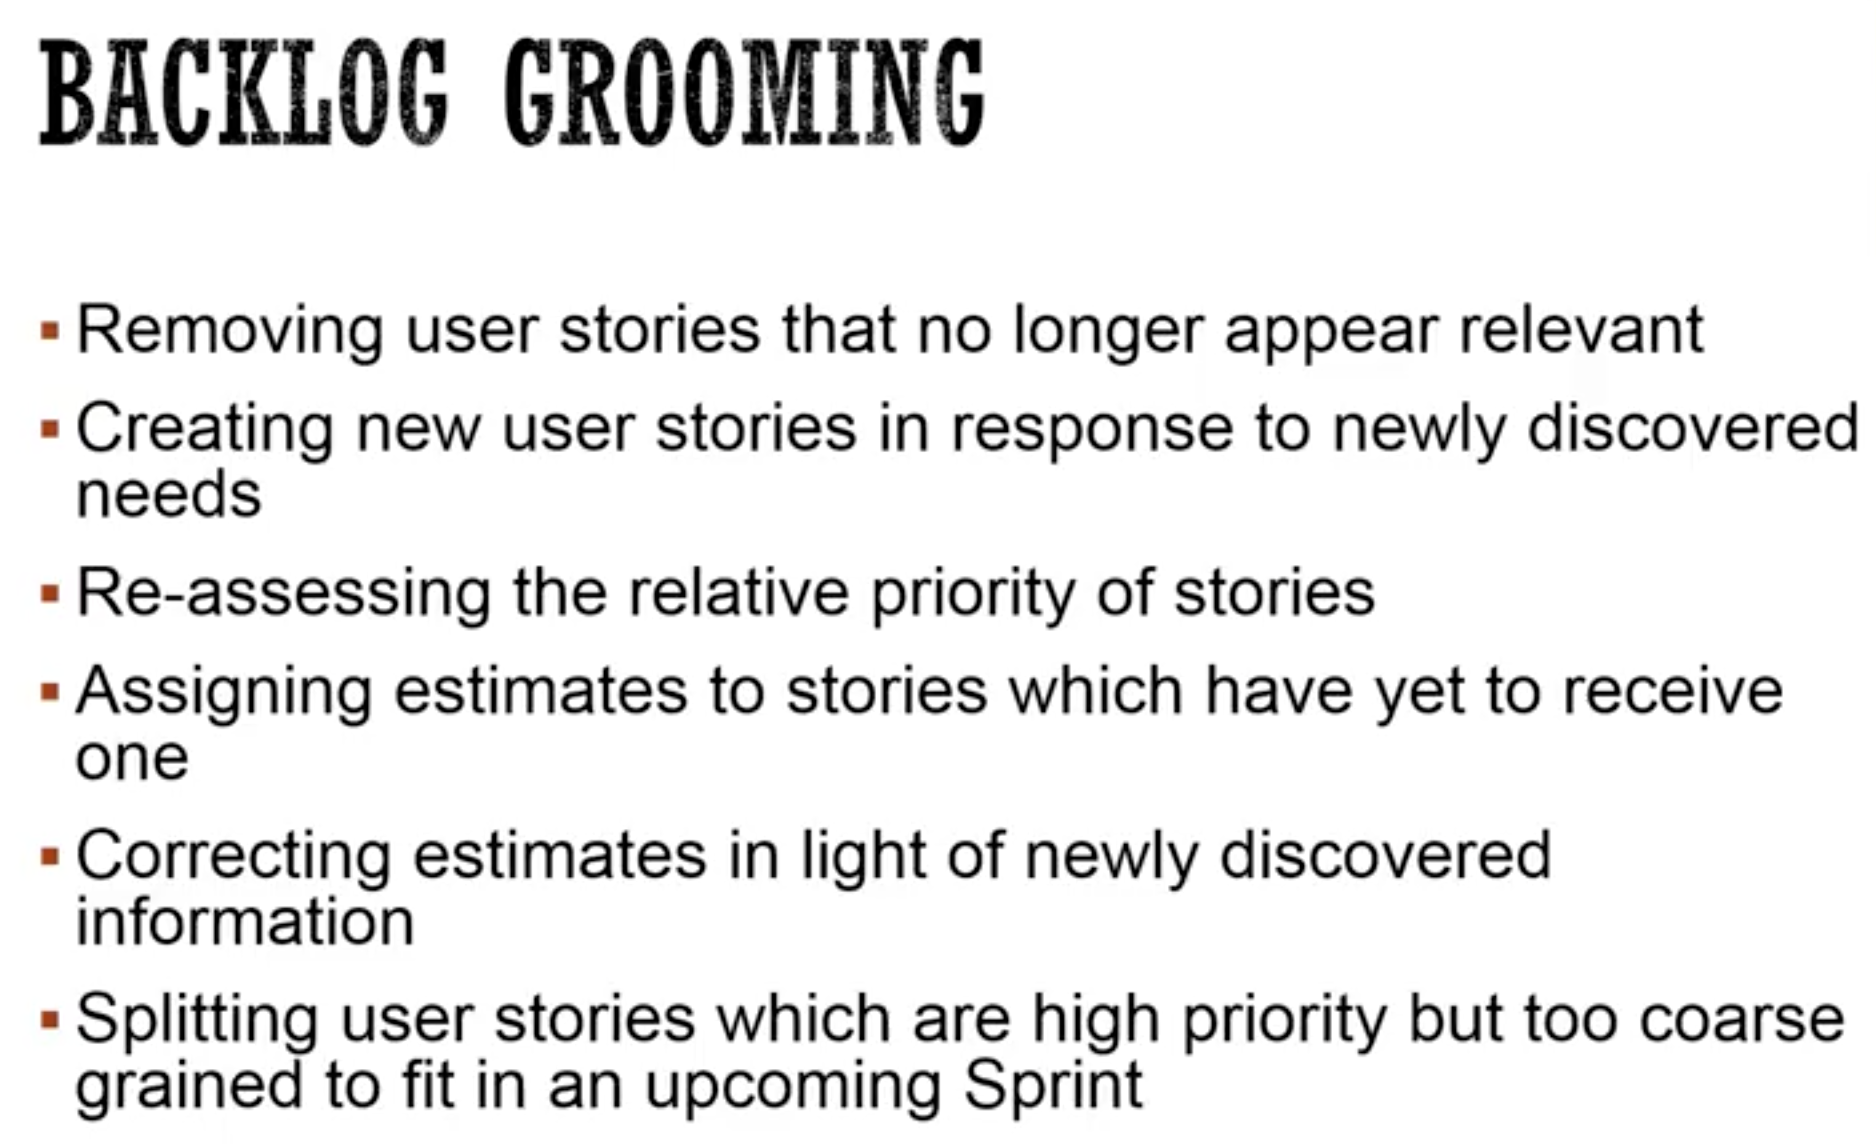 BACKLOG GROOMING
▪ Removing user stories that no longer appear relevant
▪ Creating new user stories in response to newly discovered
needs
▪ Re-assessing the relative priority of stories
▪ Assigning estimates to stories which have yet to receive
one
▪ Correcting estimates in light of newly discovered
information
▪ Splitting user stories which are high priority but too coarse
grained to fit in an upcoming Sprint